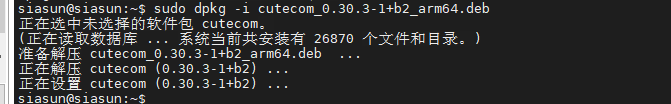 siasun@siasun:~$ sudo dpkg -i cutecom_0.30.3-1+b2_arm64.deb
正在选中未选择的软件包 cutecom。
(正在读取数据库 ... 系统当前共安装有 26870 个文件和目录。)
准备解压 cutecom_0.30.3-1+b2_arm64.deb  ...
正在解压 cutecom (0.30.3-1+b2) ...
正在设置 cutecom (0.30.3-1+b2) ...
siasun@siasun:~$